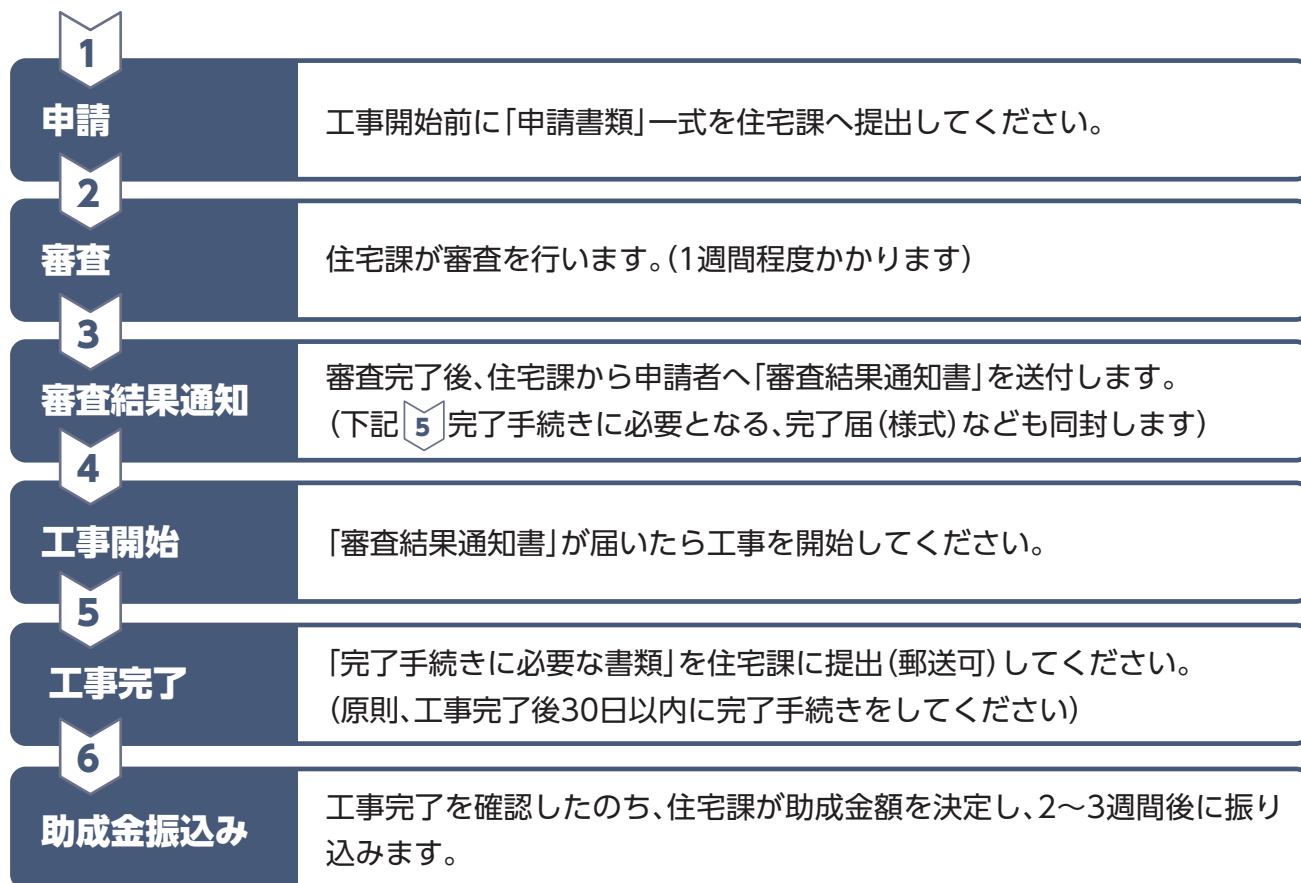 1
申請
工事開始前に「申請書類」一式を住宅課へ提出してください。
2
審査
住宅課が審査を行います。(1週間程度かかります)
3
審査結果通知
審査完了後、住宅課から申請者へ「審査結果通知書」を送付します。
(下記5完了手続きに必要となる、完了届(様式)なども同封します)
4
工事開始
「審査結果通知書」が届いたら工事を開始してください。
5
工事完了
「完了手続きに必要な書類」を住宅課に提出(郵送可)してください。
(原則、工事完了後30日以内に完了手続きをしてください)
6
助成金振込み
工事完了を確認したのち、住宅課が助成金額を決定し、2〜3週間後に振り
込みます。